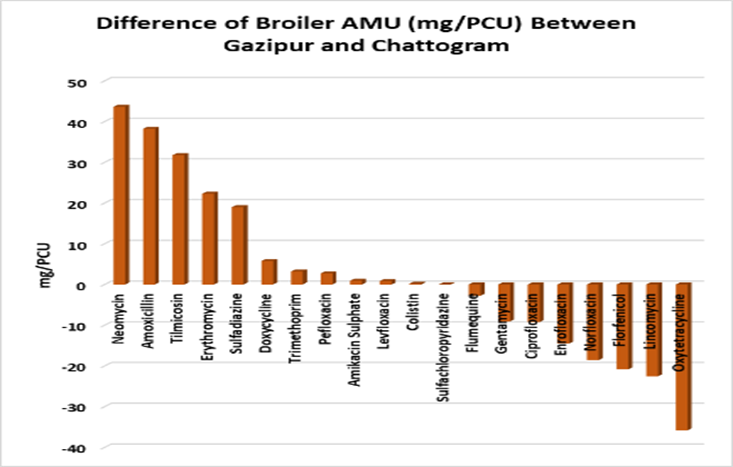 Difference of Broiler AMU (mg/PCU) Between
Gazipur and Chattogram
mg/PCU
50
40
30
20
10
0
-10
-20
-30
-40
Neomycin
Amoxicillin
Tilmicosin
Erythromycin
Sulfadiazine
Doxycycline
Trimethoprim
Pefloxacin
Amikacin Sulphate
Levfloxacin
Colistin
Sulfachloropyridazine
Flumequine
Gentamycin
Ciprofloxacin
Enrofloxacin
Norfloxacin
Florfenicol
Lincomycin
Oxytetracycline